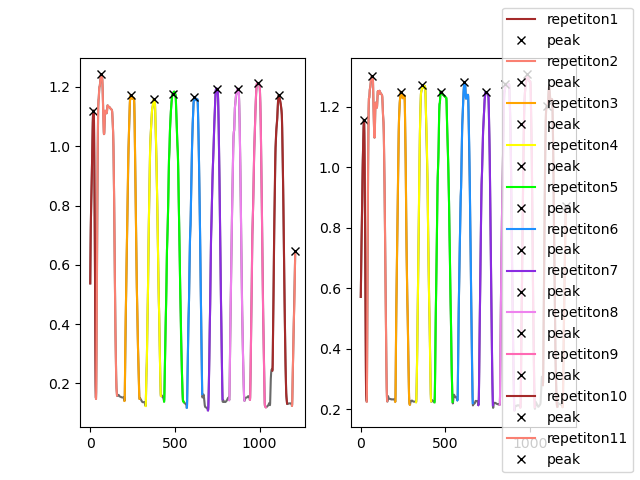 1.2
1.0
0.8
0.6
0.4
0.2
0
500
1000
1.2
1.0
0.8
0.6
0.4
0.2
0
500
1000
repetiton1
peak
repetiton2
peak
repetiton3
peak
repetiton4
peak
repetiton5
peak
repetiton6
peak
repetiton7
peak
repetiton8
peak
repetiton9
peak
repetiton10
peak
repetiton11
peak